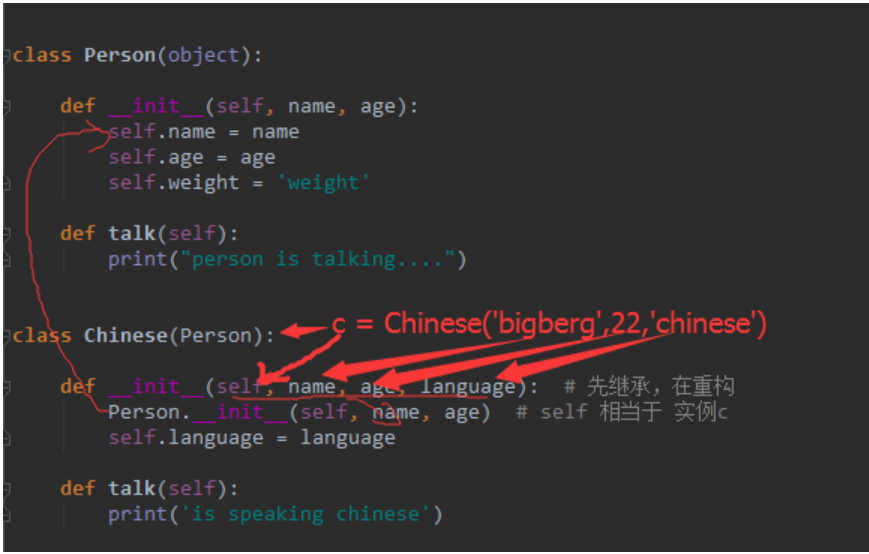 class Person(object):
def __init__(self, name, age):
self.name = name
self.age = age
self.weight = 'weight'
def talk(self):
print("person is talking....")
c = Chinese('bigberg',22,'chinese')
class Chinese(Person):
def __init__(self, name, age, language):  # 先继承，在重构
Person.__init__(self, name, age)  # self 相当于 实例c
self.language = language
def talk(self):
print('is speaking chinese')